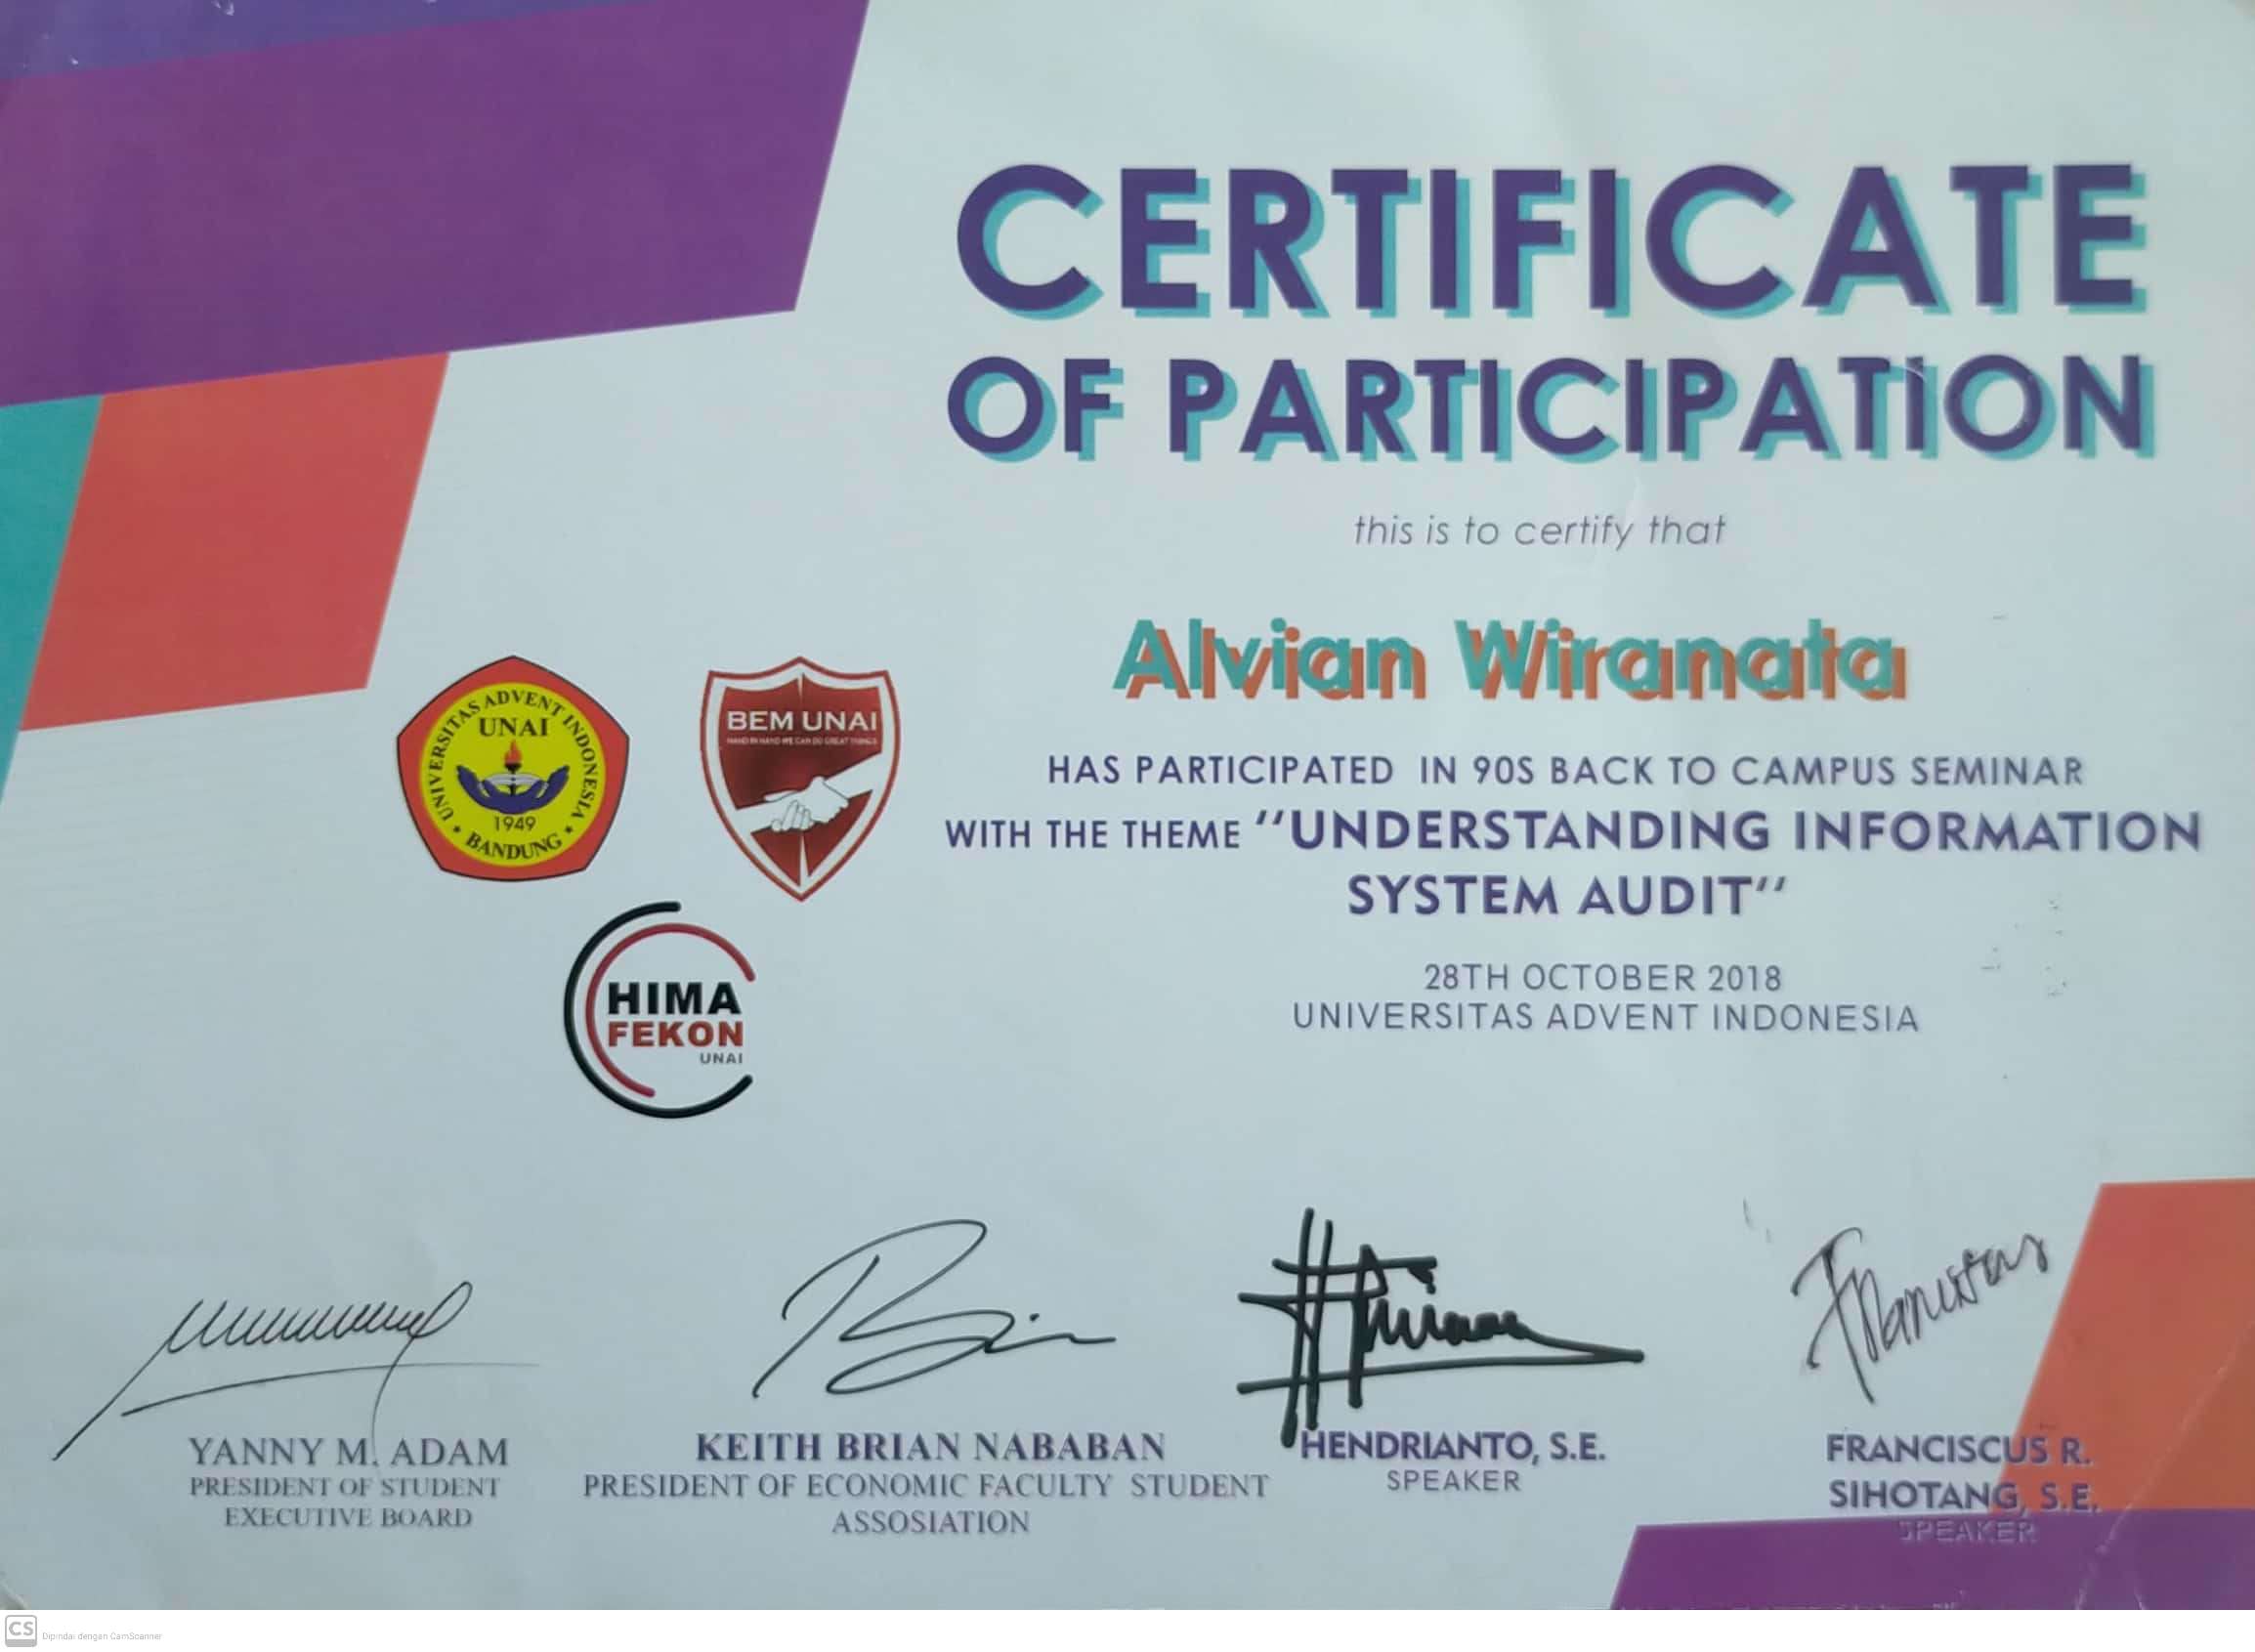 CERTIFICATE
OF PARTICIPATION
this is to certify that
Alvian Wiranata
HAS PARTICIPATED IN 90S BACK TO CAMPUS SEMINAR
WITH THE THEME "UNDERSTANDING INFORMATION
SYSTEM AUDIT"
28TH OCTOBER 2018
UNIVERSITAS ADVENT INDONESIA
UNIVERSITAS ADVENT INDONESIA
UNAI
1949
BANDUNG
BEM UNAI
HAND IN HAND WE CAN DO GREAT THINGS
HIMA
FEKON
UNAI
YANNY M. ADAM
PRESIDENT OF STUDENT
EXECUTIVE BOARD
KEITH BRIAN NABABAN
PRESIDENT OF ECONOMIC FACULTY STUDENT
ASSOSIATION
HENDRIANTO, S.E.
SPEAKER
Franciscus
FRANCISCUS R.
SIHOTANG, S.E.
SPEAKER
CS
Dipindai dengan CamScanner